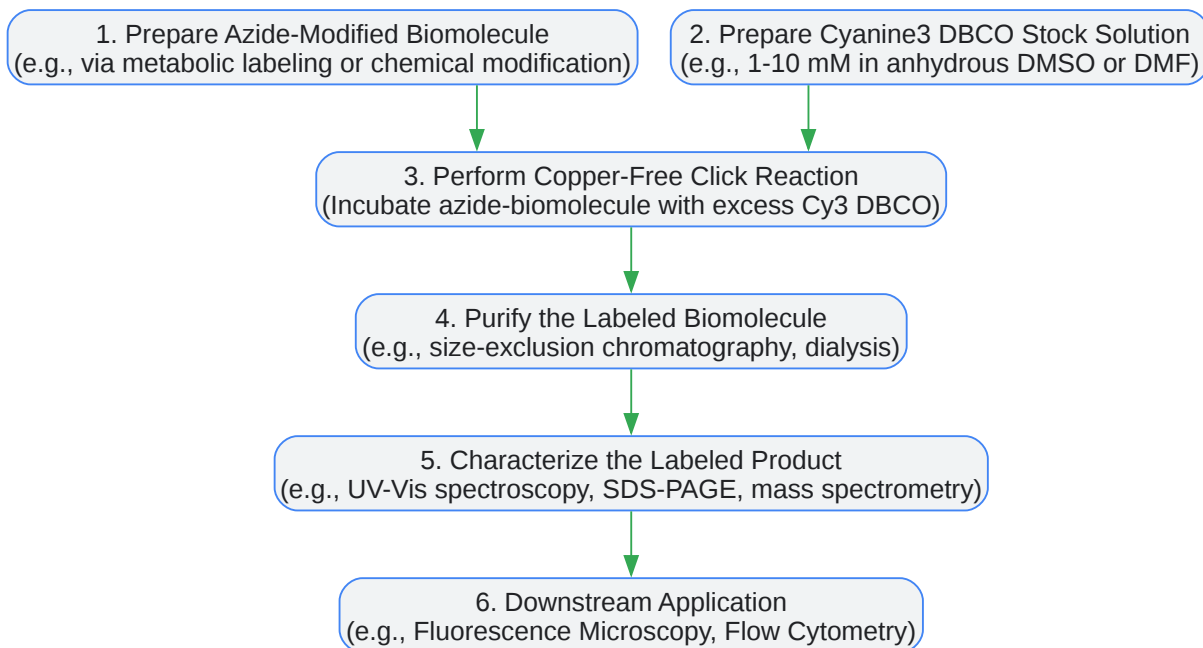 1. Prepare Azide-Modified Biomolecule
(e.g., via metabolic labeling or chemical modification)
2. Prepare Cyanine3 DBCO Stock Solution
(e.g., 1-10 mM in anhydrous DMSO or DMF)
3. Perform Copper-Free Click Reaction
(Incubate azide-biomolecule with excess Cy3 DBCO)
4. Purify the Labeled Biomolecule
(e.g., size-exclusion chromatography, dialysis)
5. Characterize the Labeled Product
(e.g., UV-Vis spectroscopy, SDS-PAGE, mass spectrometry)
6. Downstream Application
(e.g., Fluorescence Microscopy, Flow Cytometry)